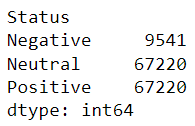 Status
Negative 9541
Neutral 67220
Positive 67220
dtype: int64